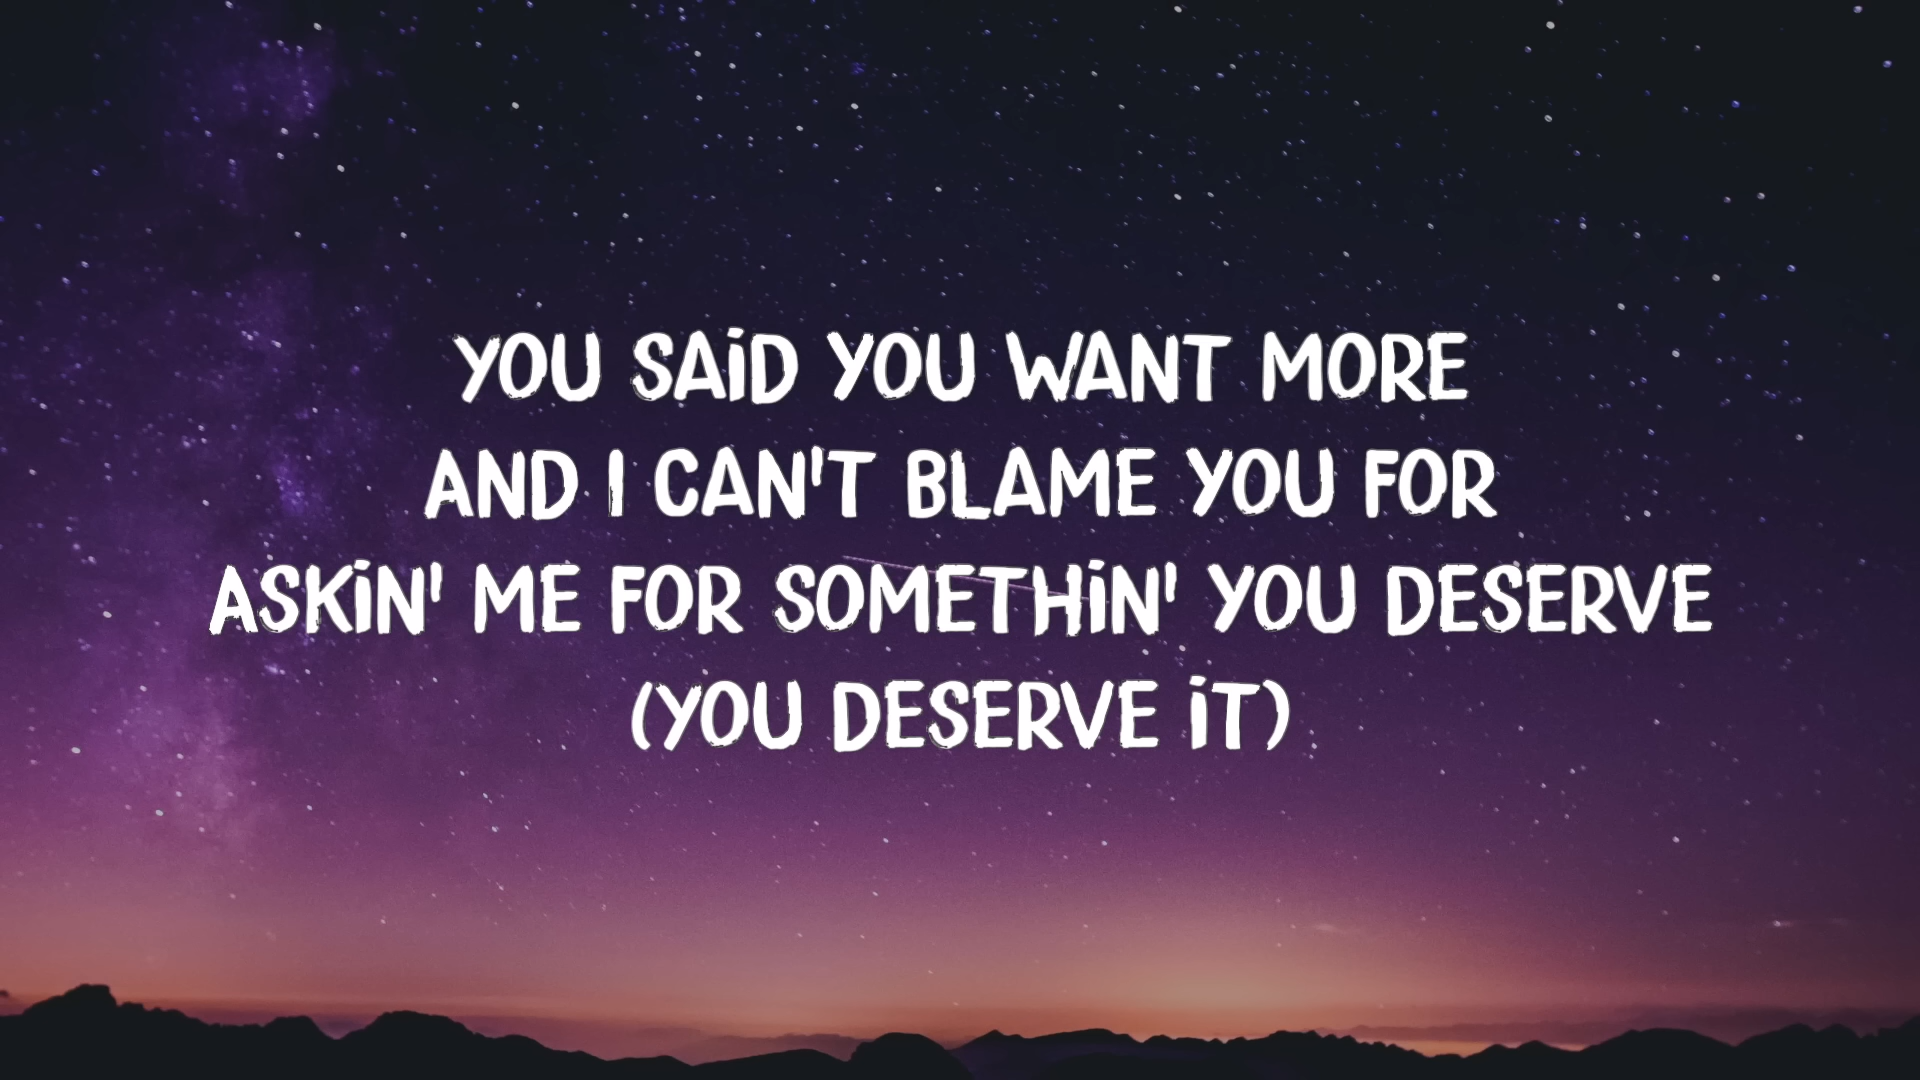 YOU SAID YOU WANT MORE
AND I CAN'T BLAME YOU FOR
ASKIN' ME FOR SOMETHIN' YOU DESERVE
(YOU DESERVE IT)